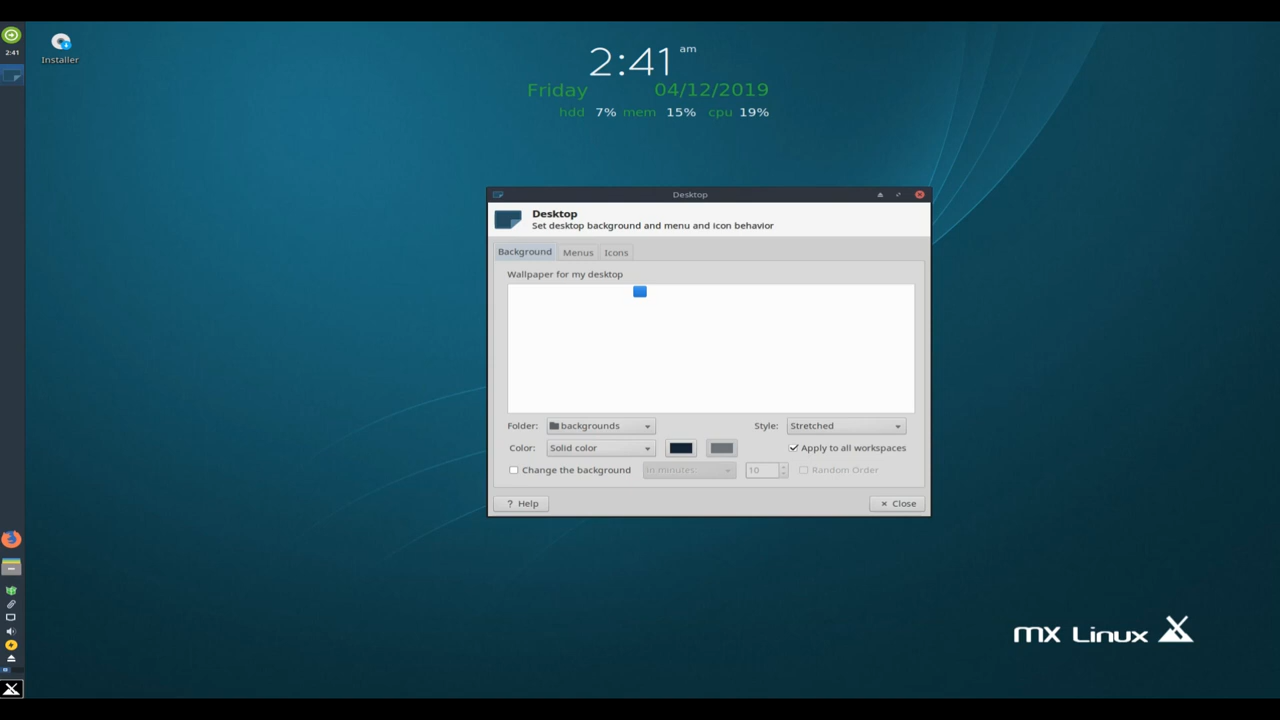 2:41
Installer
2:41 am
Friday 04/12/2019
hdd 7% mem 15% cpu 19%
Desktop
Desktop
Set desktop background and menu and icon behavior
Background Menus Icons
Wallpaper for my desktop
Folder: backgrounds Style: Stretched
Color: Solid color Apply to all workspaces
Change the background In minutes 10 Random Order
? Help × Close
mx Linux